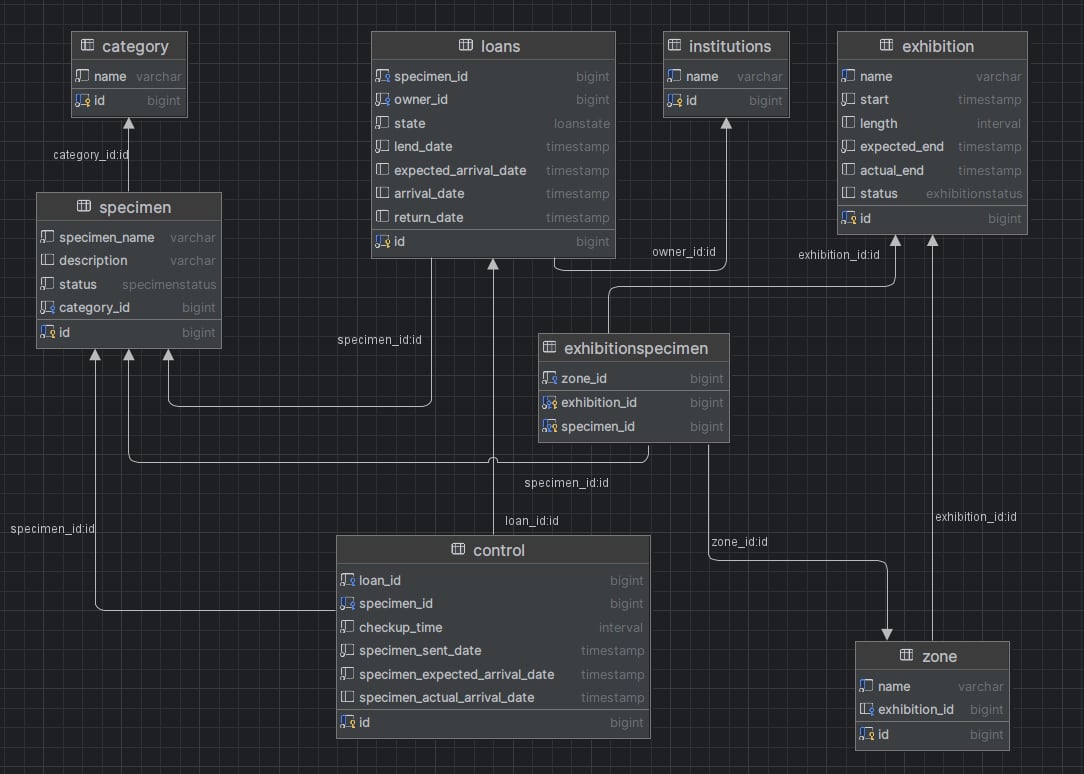 category
name varchar
id bigint
loans
specimen_id bigint
owner_id bigint
state loanstate
lend_date timestamp
expected_arrival_date timestamp
arrival_date timestamp
return_date timestamp
id bigint
institutions
name varchar
id bigint
exhibition
name varchar
start timestamp
length interval
expected_end timestamp
actual_end timestamp
status exhibitionstatus
id bigint
category_id:id
specimen
specimen_name varchar
description varchar
status specimenstatus
category_id bigint
id bigint
owner_id:id
exhibition_id:id
specimen_id:id
exhibitionspecimen
zone_id bigint
exhibition_id bigint
specimen_id bigint
specimen_id:id
specimen_id:id
loan_id:id
exhibition_id:id
zone_id:id
control
loan_id bigint
specimen_id bigint
checkup_time interval
specimen_sent_date timestamp
specimen_expected_arrival_date timestamp
specimen_actual_arrival_date timestamp
id bigint
zone
name varchar
exhibition_id bigint
id bigint